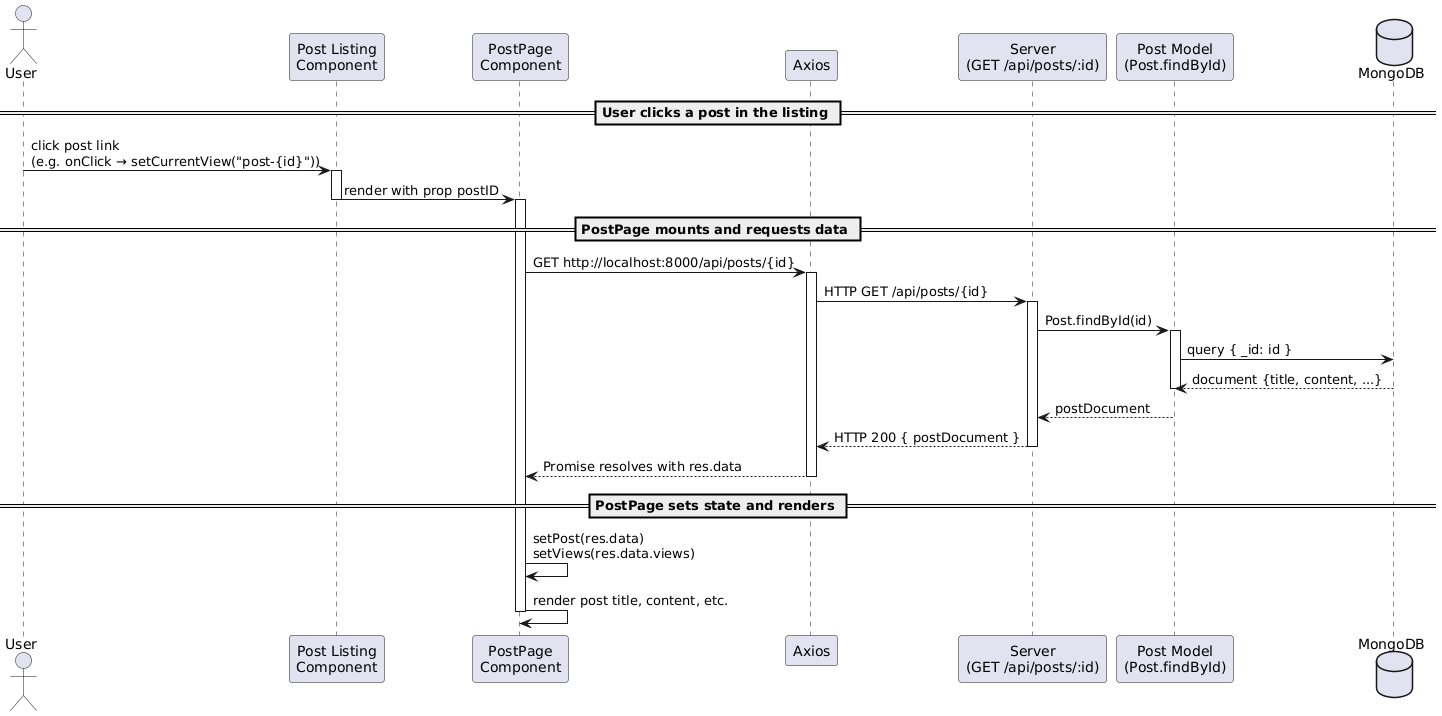 User
Post Listing
Component
PostPage
Component
Axios
Server
(GET /api/posts/:id)
Post Model
(Post.findById)
MongoDB
User clicks a post in the listing
click post link
(e.g. onClick → setCurrentView("post-{id}"))
render with prop postID
PostPage mounts and requests data
GET http://localhost:8000/api/posts/{id}
HTTP GET /api/posts/{id}
Post.findById(id)
query { _id: id }
document {title, content, ...}
postDocument
HTTP 200 { postDocument }
Promise resolves with res.data
PostPage sets state and renders
setPost(res.data)
setViews(res.data.views)
render post title, content, etc.
User
Post Listing
Component
PostPage
Component
Axios
Server
(GET /api/posts/:id)
Post Model
(Post.findById)
MongoDB